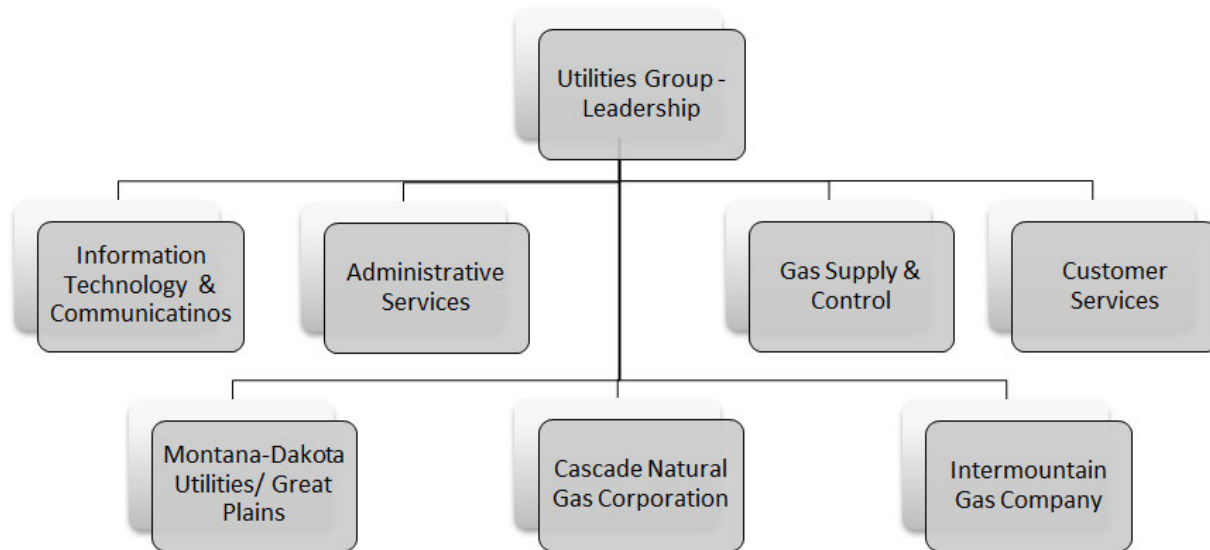 Utilities Group -
Leadership
Information
Technology &
Communicatinos
Administrative
Services
Gas Supply &
Control
Customer
Services
Montana-Dakota
Utilities/ Great
Plains
Cascade Natural
Gas Corporation
Intermountain
Gas Company